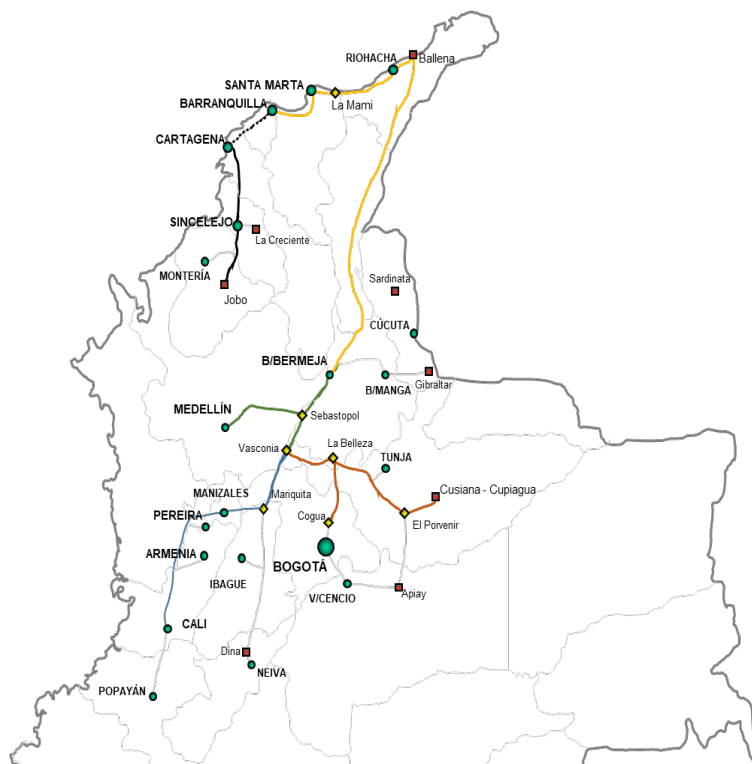 RIOHACHA
Ballena
SANTA MARTA
La Mami
BARRANQUILLA
CARTAGENA
SINCELEJO
La Creciente
MONTERÍA
Jobo
Sardinata
CÚCUTA
B/BERMEJA
B/MANGA
Gibraltar
MEDELLÍN
Sebastopol
Vasconia
La Belleza
TUNJA
MANIZALES
Mariquita
Cusiana - Cupiagua
PEREIRA
Cogua
El Porvenir
ARMENIA
IBAGUE
BOGOTÁ
V/CENCIO
Apiay
CALI
Dina
NEIVA
POPAYÁN